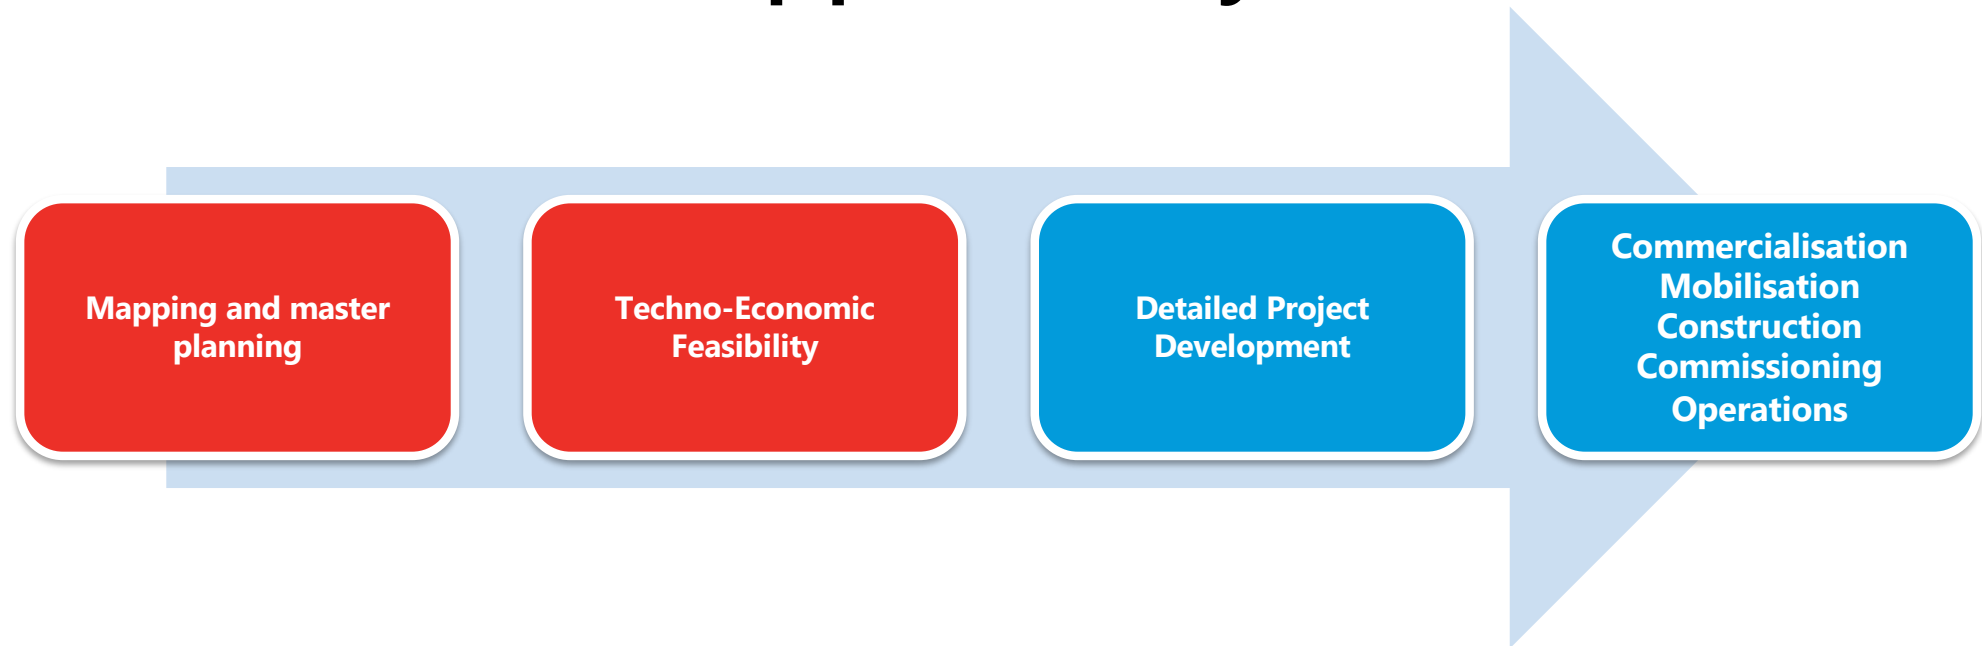 Mapping and master
planning
Techno-Economic
Feasibility
Detailed Project
Development
Commercialisation
Mobilisation
Construction
Commissioning
Operations